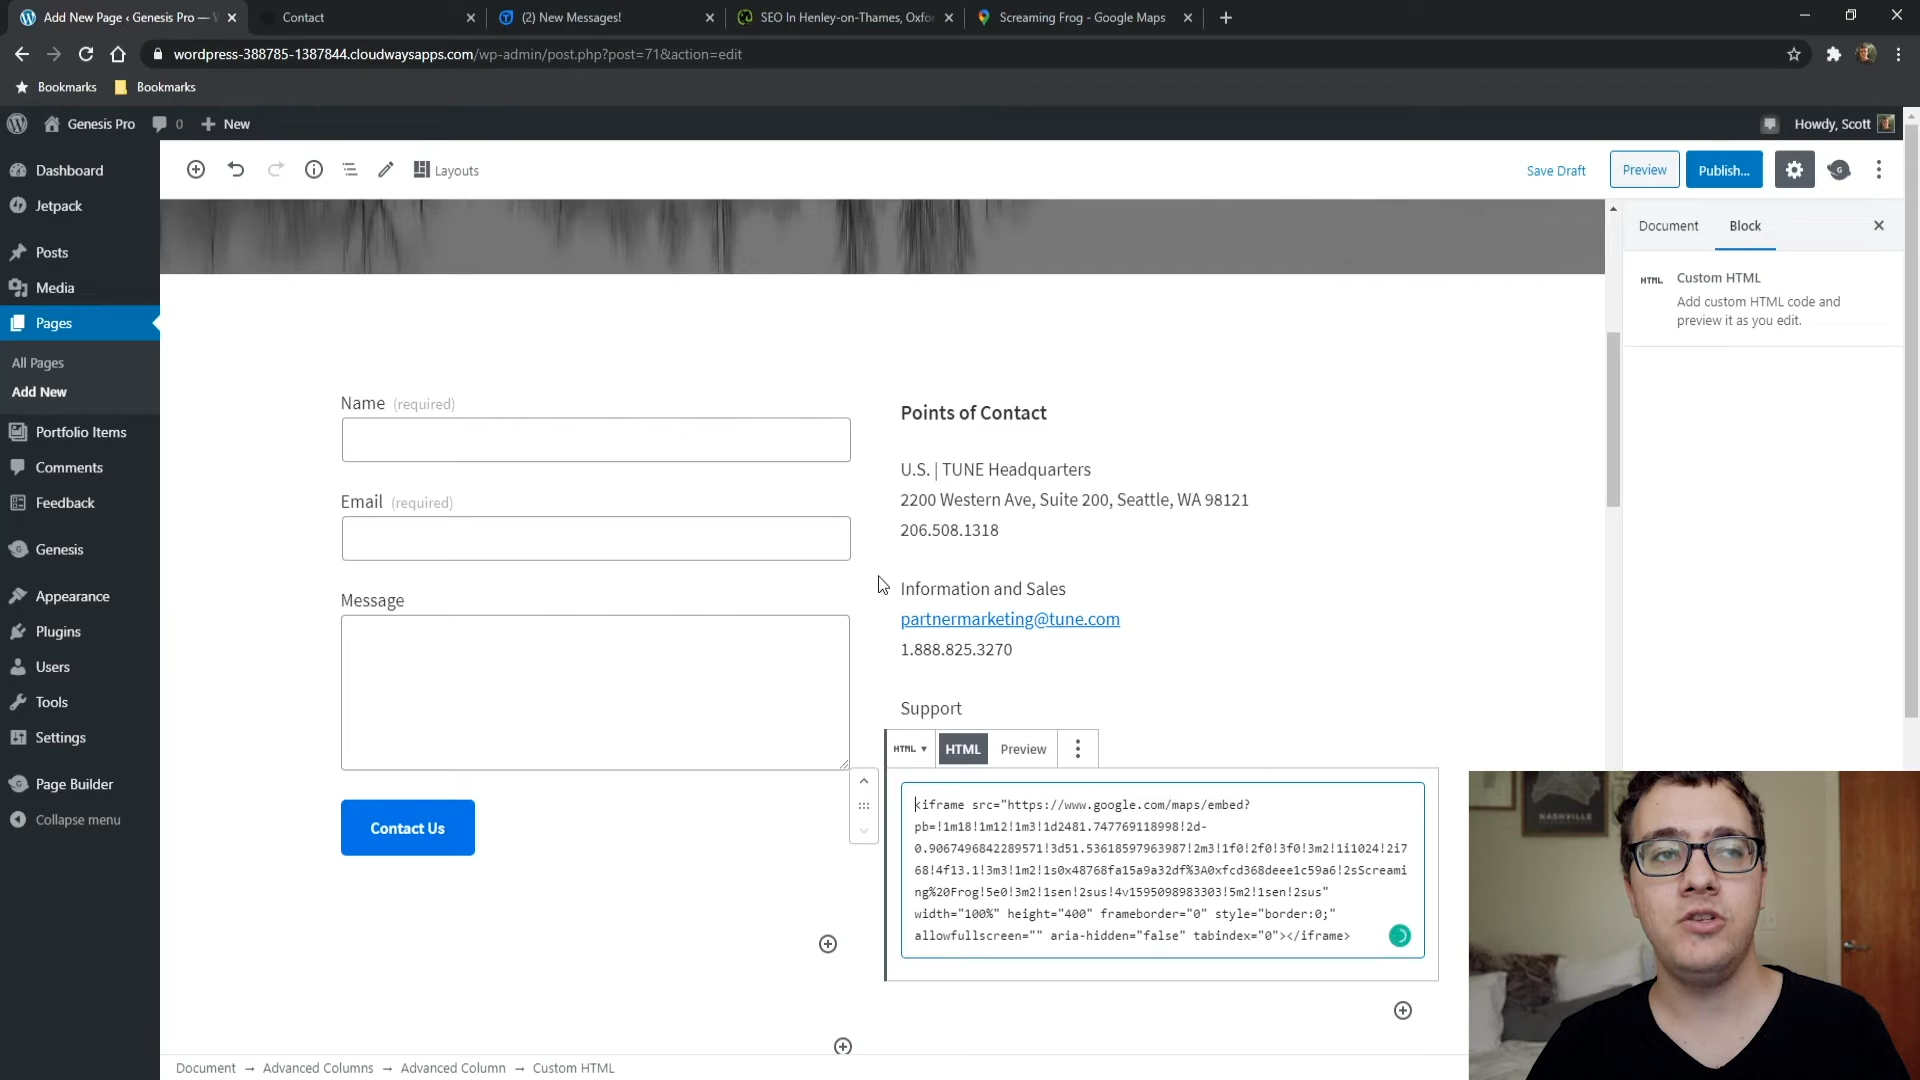 Add New Page ‹ Genesis Pro —
Contact
(2) New Messages!
SEO In Henley-on-Thames, Oxfo
Screaming Frog - Google Maps
wordpress-388785-1387844.cloudwaysapps.com/wp-admin/post.php?post=71&action=edit
Bookmarks
Bookmarks
Genesis Pro
0
New
Howdy, Scott
Dashboard
Jetpack
Posts
Media
Pages
All Pages
Add New
Portfolio Items
Comments
Feedback
Genesis
Appearance
Plugins
Users
Tools
Settings
Page Builder
Collapse menu
Layouts
Save Draft
Preview
Publish...
Document
Block
HTML
Custom HTML
Add custom HTML code and
preview it as you edit.
Name (required)
Email (required)
Message
Contact Us
Points of Contact
U.S. | TUNE Headquarters
2200 Western Ave, Suite 200, Seattle, WA 98121
206.508.1318
Information and Sales
partnermarketing@tune.com
1.888.825.3270
Support
HTML
HTML
Preview
<iframe src="https://www.google.com/maps/embed?
pb=!1m18!1m12!1m3!1d2481.747769118998!2d-
0.9067496842289571!3d51.53618597963987!2m3!1f0!2f0!3f0!3m2!1i1024!2i7
68!4f13.1!3m3!1m2!1s0x48768fa15a9a32df%3A0xfcd368deee1c59a6!2sScreami
ng%20Frog!5e0!3m2!1sen!2sus!4v1595098983303!5m2!1sen!2sus"
width="100%" height="400" frameborder="0" style="border:0;"
allowfullscreen="" aria-hidden="false" tabindex="0"></iframe>
NASHVILLE
Document → Advanced Columns → Advanced Column → Custom HTML